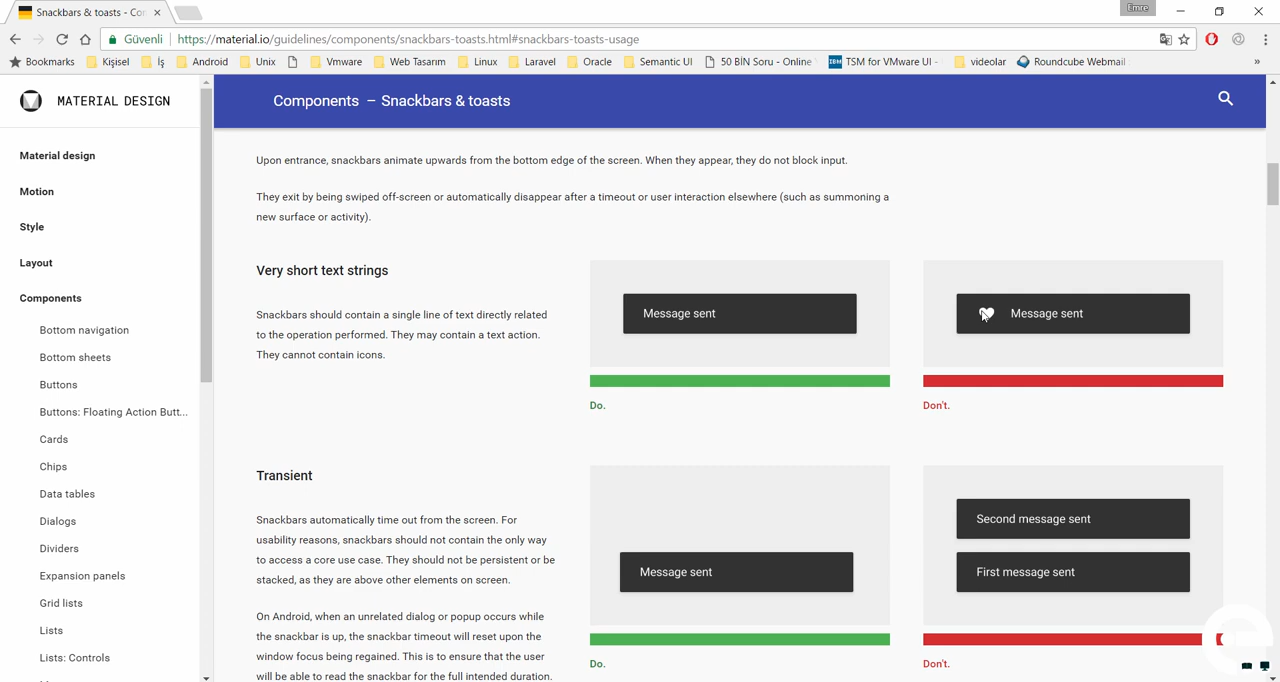 Snackbars & toasts - Co
Emre
Güvenli
https://material.io/guidelines/components/snackbars-toasts.html#snackbars-toasts-usage
Bookmarks Kişisel İş Android Unix Vmware Web Tasarım Linux Laravel Oracle Semantic UI 50 BİN Soru - Online TSM for VMware UI - videolar Roundcube Webmail »
MATERIAL DESIGN
Components – Snackbars & toasts
Material design
Motion
Style
Layout
Components
Bottom navigation
Bottom sheets
Buttons
Buttons: Floating Action Butt...
Cards
Chips
Data tables
Dialogs
Dividers
Expansion panels
Grid lists
Lists
Lists: Controls
Upon entrance, snackbars animate upwards from the bottom edge of the screen. When they appear, they do not block input.
They exit by being swiped off-screen or automatically disappear after a timeout or user interaction elsewhere (such as summoning a
new surface or activity).
Very short text strings
Snackbars should contain a single line of text directly related
to the operation performed. They may contain a text action.
They cannot contain icons.
Message sent
Do.
Message sent
Don't.
Transient
Snackbars automatically time out from the screen. For
usability reasons, snackbars should not contain the only way
to access a core use case. They should not be persistent or be
stacked, as they are above other elements on screen.
On Android, when an unrelated dialog or popup occurs while
the snackbar is up, the snackbar timeout will reset upon the
window focus being regained. This is to ensure that the user
will be able to read the snackbar for the full intended duration.
Message sent
Do.
Second message sent
First message sent
Don't.